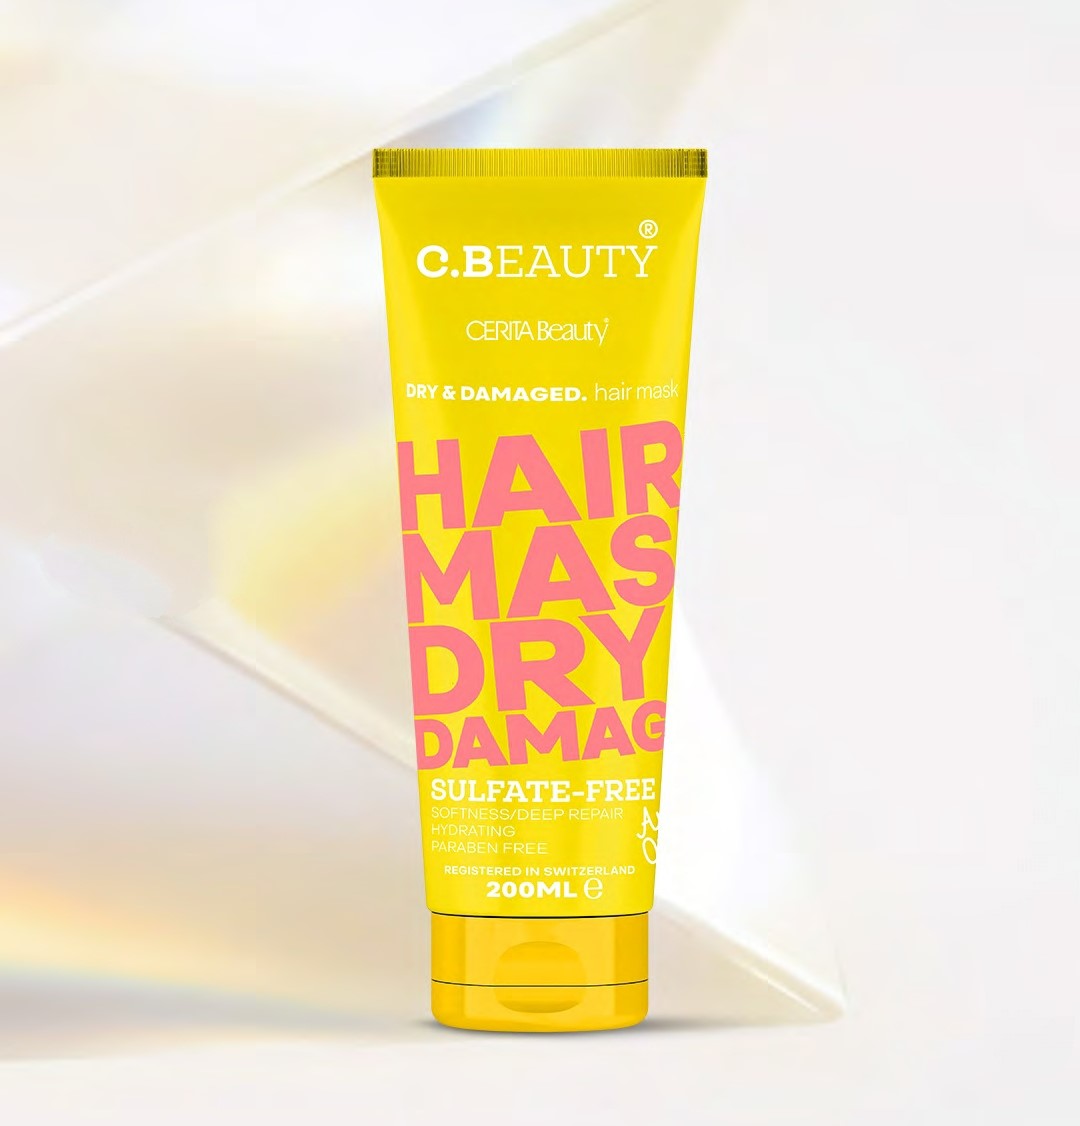 C.BEAUTY®
CERITA Beauty®
DRY & DAMAGED. hair mask
HAIR
MAS
DRY
DAMAG
SULFATE-FREE
SOFTNESS/DEEP REPAIR
HYDRATING
PARABEN FREE
REGISTERED IN SWITZERLAND
200ML ℮